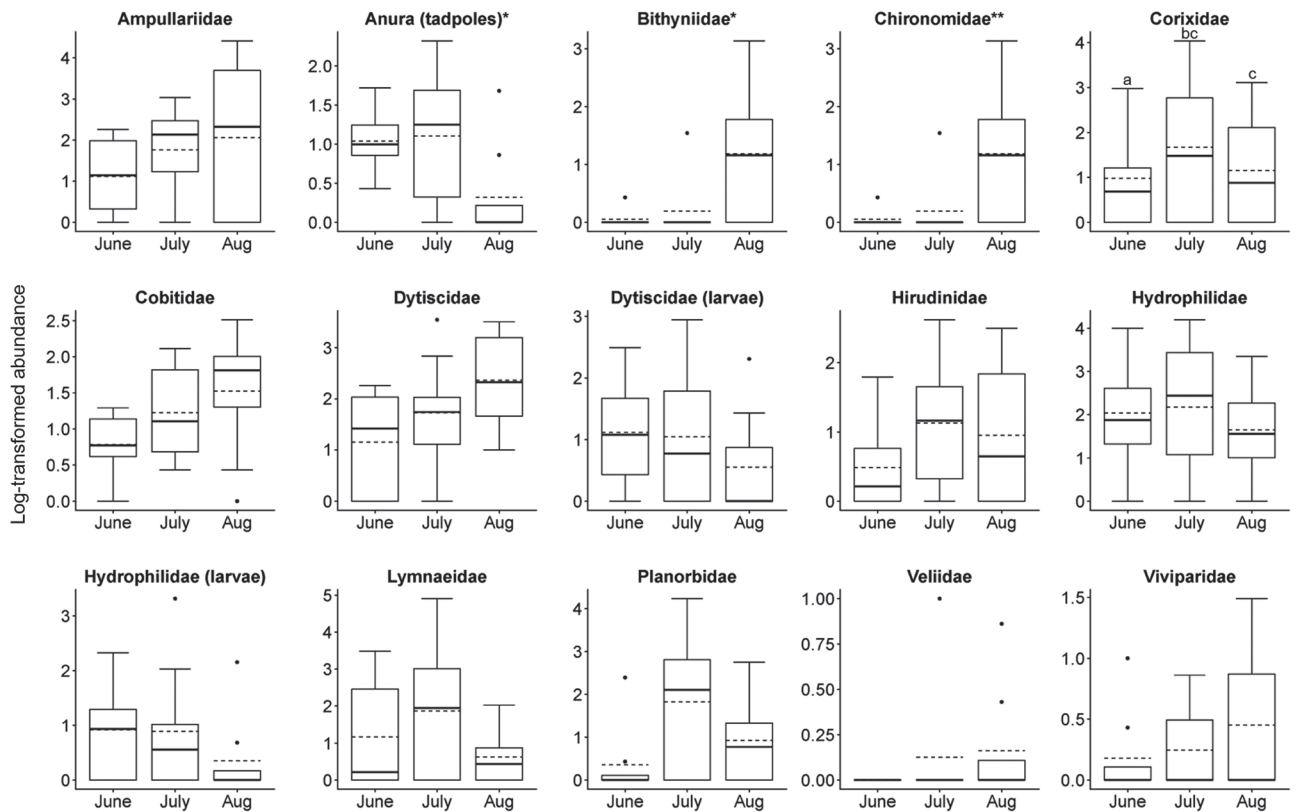 Ampullariidae Anura (tadpoles)* Bithyniidae* Chironomidae** Corixidae
4 2.0 3 3 4 bc
3 1.5 2 2 3 a c
2 1.0 1 1 2
1 0.5 1
0 0.0 0 0 0
June July Aug June July Aug June July Aug June July Aug June July Aug
Log-transformed abundance
Cobitidae Dytiscidae Dytiscidae (larvae) Hirudinidae Hydrophilidae
2.5 3 3 2 4
2.0 2 2 1 3
1.5 1 1 2
1.0 1
0.5
0.0 0 0 0 0
June July Aug June July Aug June July Aug June July Aug June July Aug
Hydrophilidae (larvae) Lymnaeidae Planorbidae Veliidae Viviparidae
3 5 4 1.00 1.5
2 4 3 0.75 1.0
1 3 2 0.50 0.5
2 1 0.25
1
0 0 0 0.00 0.0
June July Aug June July Aug June July Aug June July Aug June July Aug